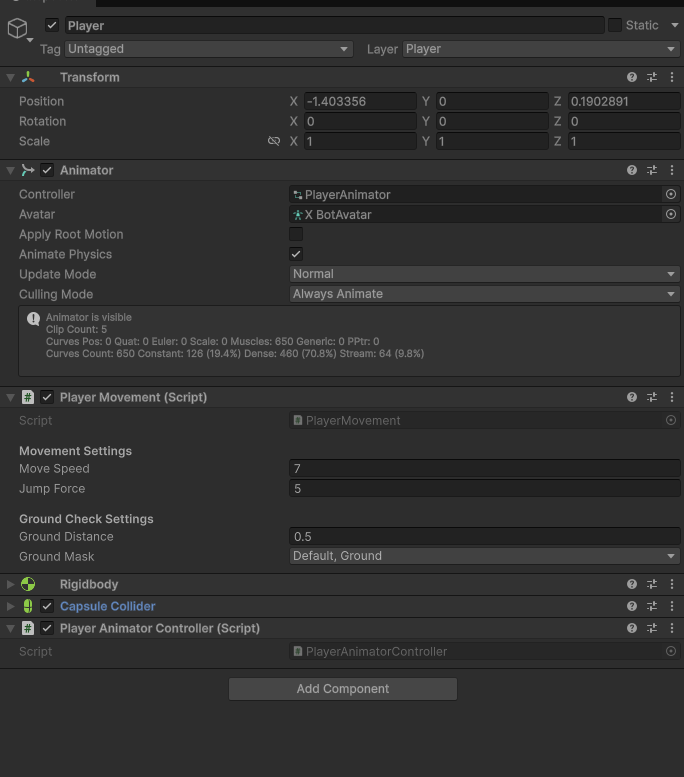 Player
Static
Tag Untagged Layer Player
Transform
Position X -1.403356 Y 0 Z 0.1902891
Rotation X 0 Y 0 Z 0
Scale X 1 Y 1 Z 1
Animator
Controller PlayerAnimator
Avatar X BotAvatar
Apply Root Motion
Animate Physics
Update Mode Normal
Culling Mode Always Animate
Animator is visible
Clip Count: 5
Curves Pos: 0 Quat: 0 Euler: 0 Scale: 0 Muscles: 650 Generic: 0 PPtr: 0
Curves Count: 650 Constant: 126 (19.4%) Dense: 460 (70.8%) Stream: 64 (9.8%)
# Player Movement (Script)
Script # PlayerMovement
Movement Settings
Move Speed 7
Jump Force 5
Ground Check Settings
Ground Distance 0.5
Ground Mask Default, Ground
Rigidbody
Capsule Collider
# Player Animator Controller (Script)
Script # PlayerAnimatorController
Add Component